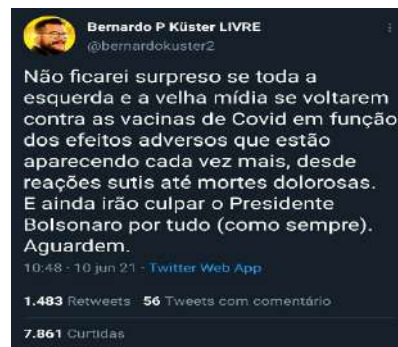 Bernardo P Küster LIVRE
@bernardokuster2
Não ficarei surpreso se toda a
esquerda e a velha mídia se voltarem
contra as vacinas de Covid em função
dos efeitos adversos que estão
aparecendo cada vez mais, desde
reações sutis até mortes dolorosas.
E ainda irão culpar o Presidente
Bolsonaro por tudo (como sempre).
Aguardem.
10:48 · 10 jun 21 · Twitter Web App
1.483 Retweets 56 Tweets com comentário
7.861 Curtidas